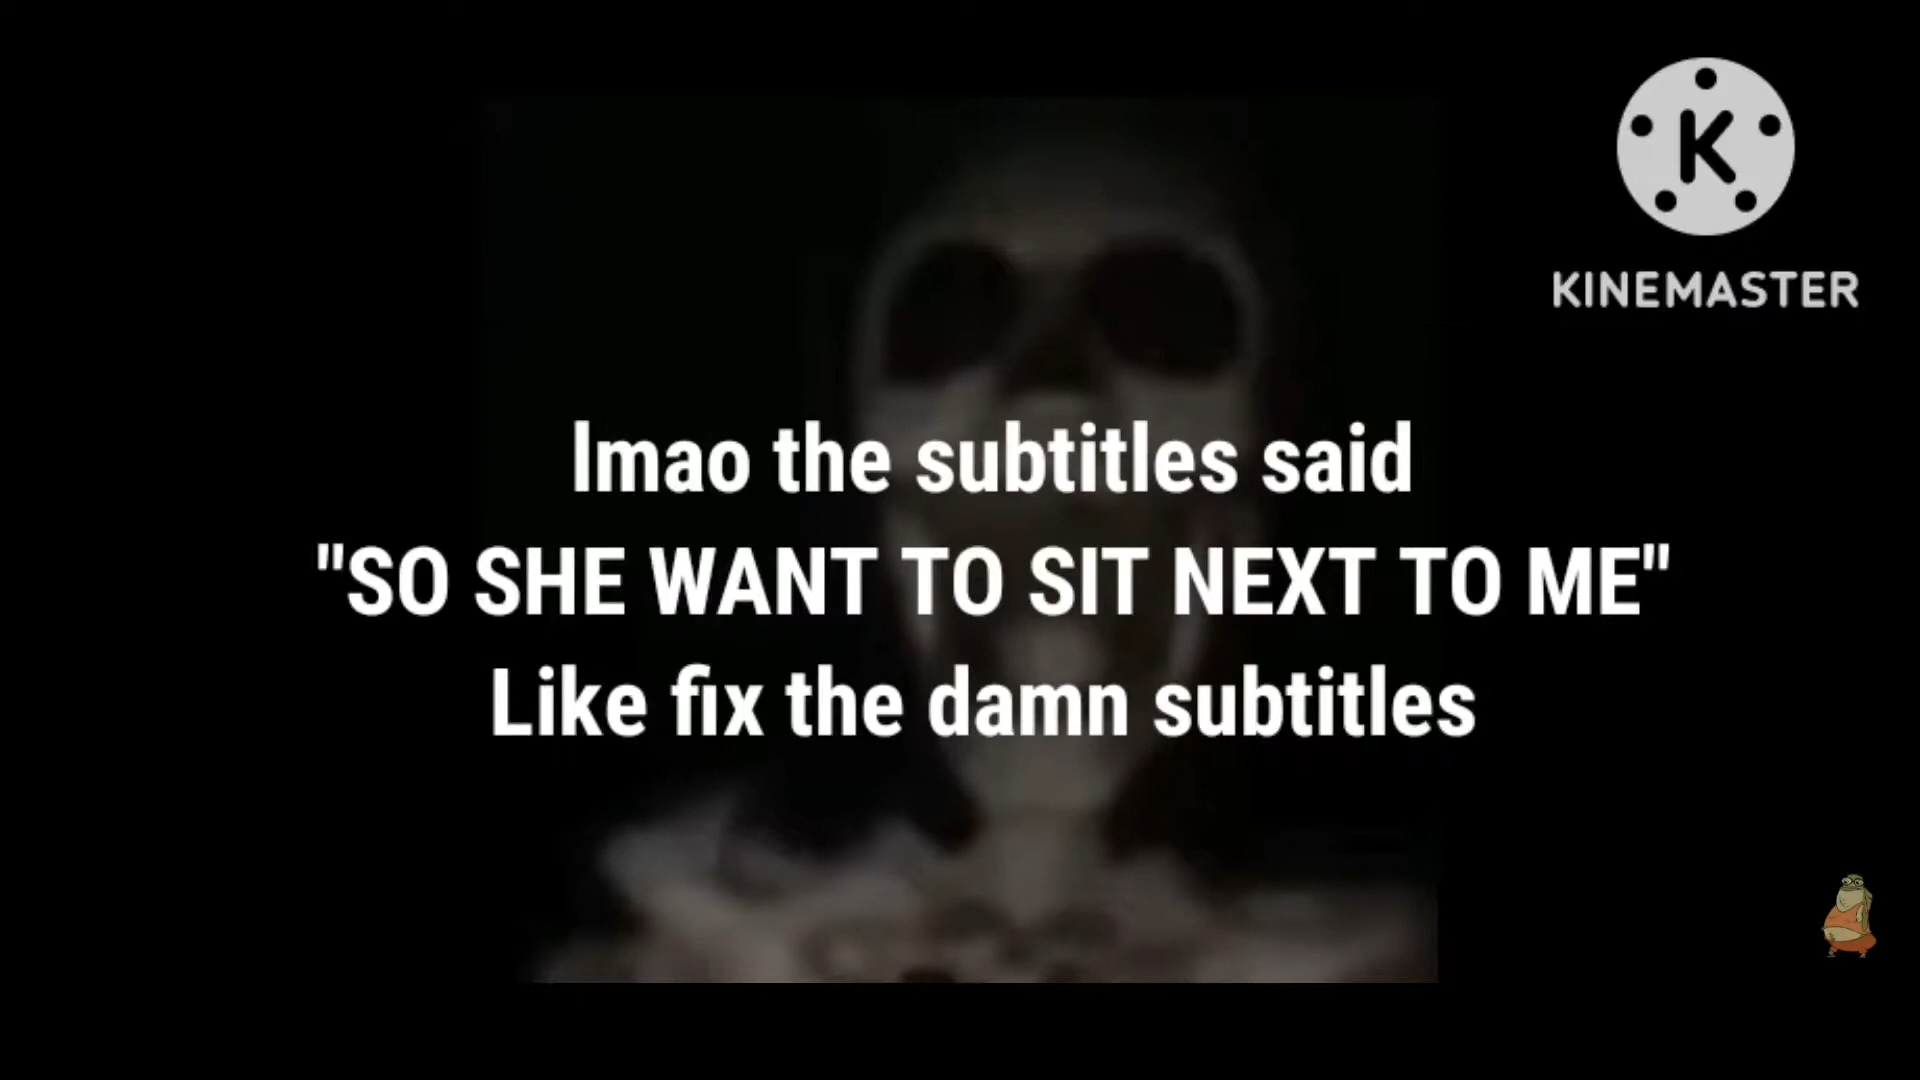 K
KINEMASTER
lmao the subtitles said
"SO SHE WANT TO SIT NEXT TO ME"
Like fix the damn subtitles